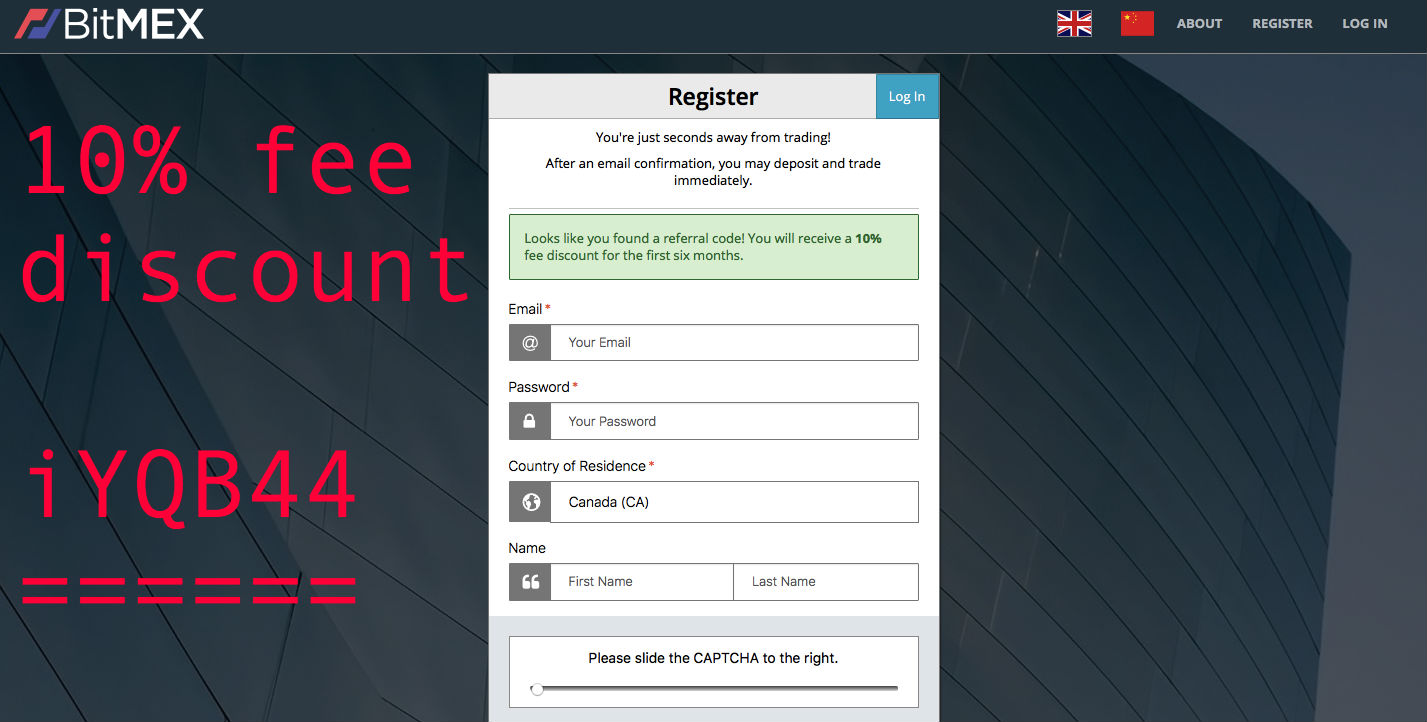 BitMEX
ABOUT REGISTER LOG IN
Register
Log In
You're just seconds away from trading!
After an email confirmation, you may deposit and trade
immediately.
Looks like you found a referral code! You will receive a 10%
fee discount for the first six months.
10% fee
discount
iYQB44
======
Email *
@ Your Email
Password *
Your Password
Country of Residence *
Canada (CA)
Name
First Name Last Name
Please slide the CAPTCHA to the right.